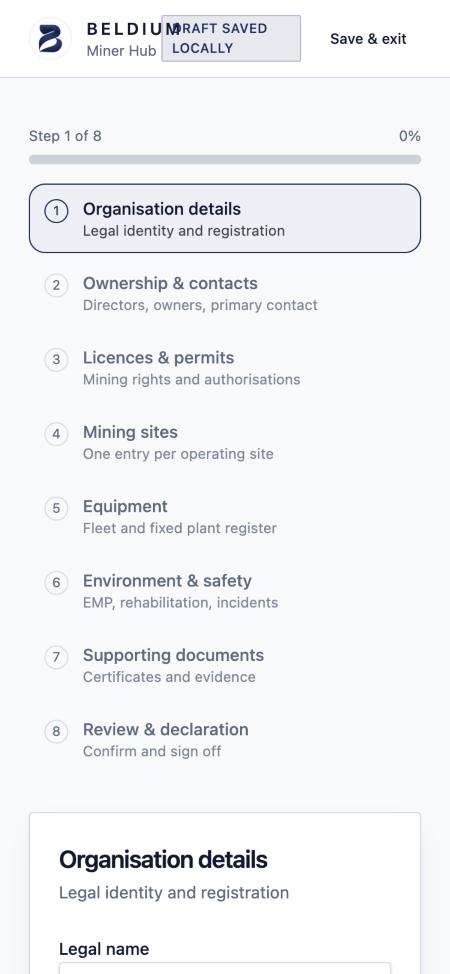 BELDIUM
Miner Hub
DRAFT SAVED
LOCALLY
Save & exit
Step 1 of 8
0%
1
Organisation details
Legal identity and registration
2
Ownership & contacts
Directors, owners, primary contact
3
Licences & permits
Mining rights and authorisations
4
Mining sites
One entry per operating site
5
Equipment
Fleet and fixed plant register
6
Environment & safety
EMP, rehabilitation, incidents
7
Supporting documents
Certificates and evidence
8
Review & declaration
Confirm and sign off
Organisation details
Legal identity and registration
Legal name